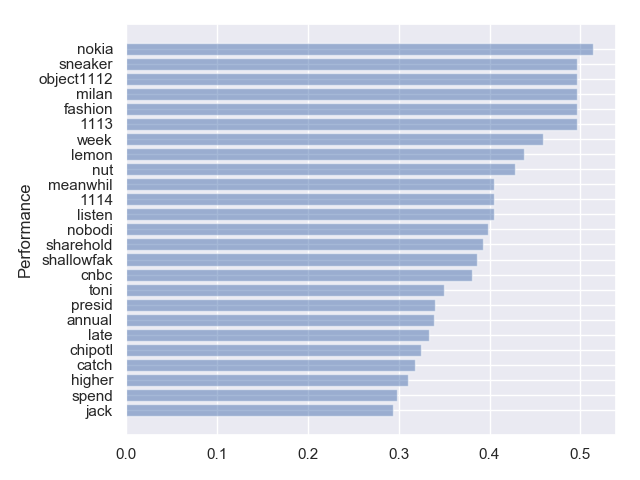 nokia
sneaker
object1112
milan
fashion
1113
week
lemon
nut
meanwhil
1114
listen
nobodi
sharehold
shallowfak
cnbc
toni
presid
annual
late
chipotl
catch
higher
spend
jack
Performance
0.0 0.1 0.2 0.3 0.4 0.5